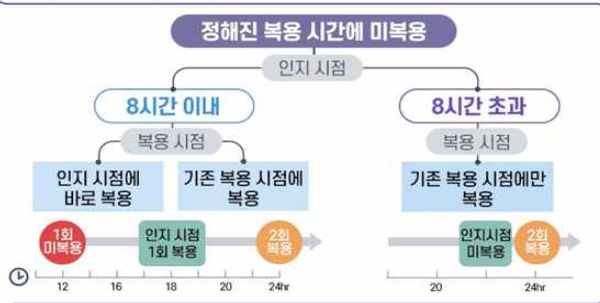 정해진 복용 시간에 미복용
인지 시점
8시간 이내
8시간 초과
복용 시점
복용 시점
인지 시점에
바로 복용
기존 복용 시점에
복용
기존 복용 시점에만
복용
1회
미복용
인지 시점
1회 복용
2회
복용
인지시점
미복용
2회
복용
12 16 18 20 24hr
20 24hr